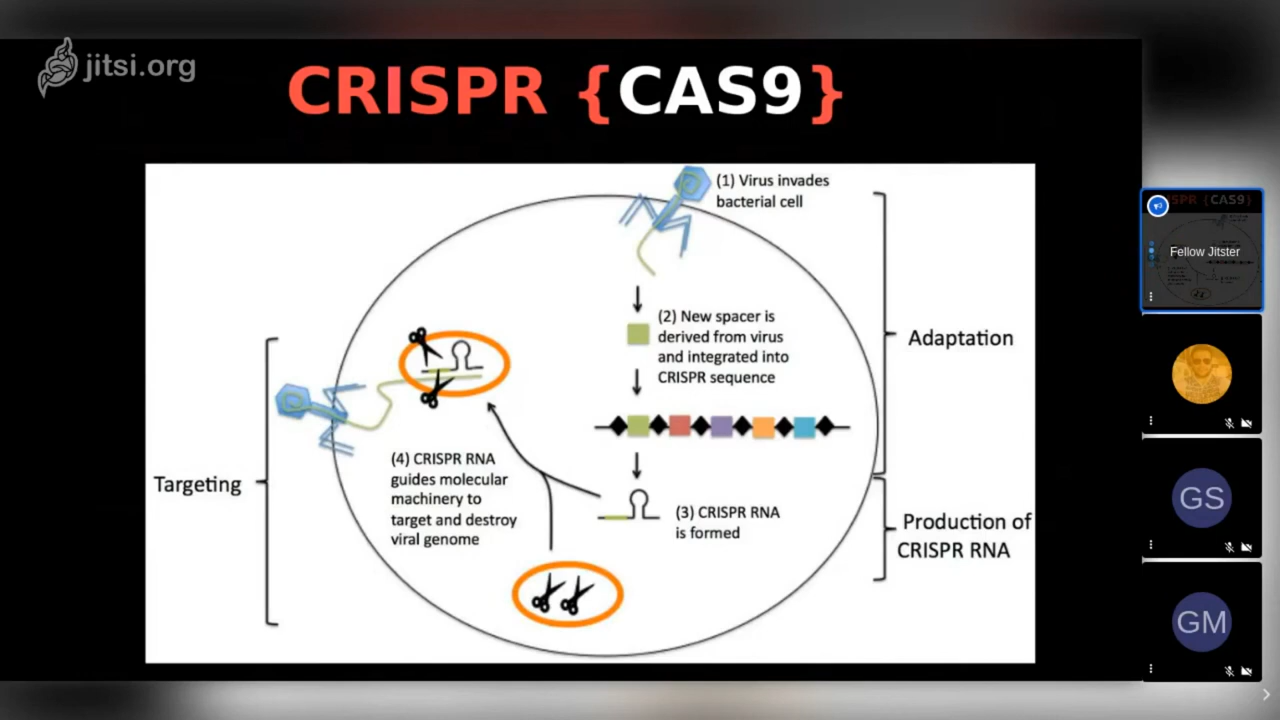 jitsi.org
CRISPR {CAS9}
(1) Virus invades
bacterial cell
(2) New spacer is
derived from virus
and integrated into
CRISPR sequence
Adaptation
(4) CRISPR RNA
guides molecular
machinery to
target and destroy
viral genome
Targeting
(3) CRISPR RNA
is formed
Production of
CRISPR RNA
SPR {CAS9}
Fellow Jitster
GS
GM